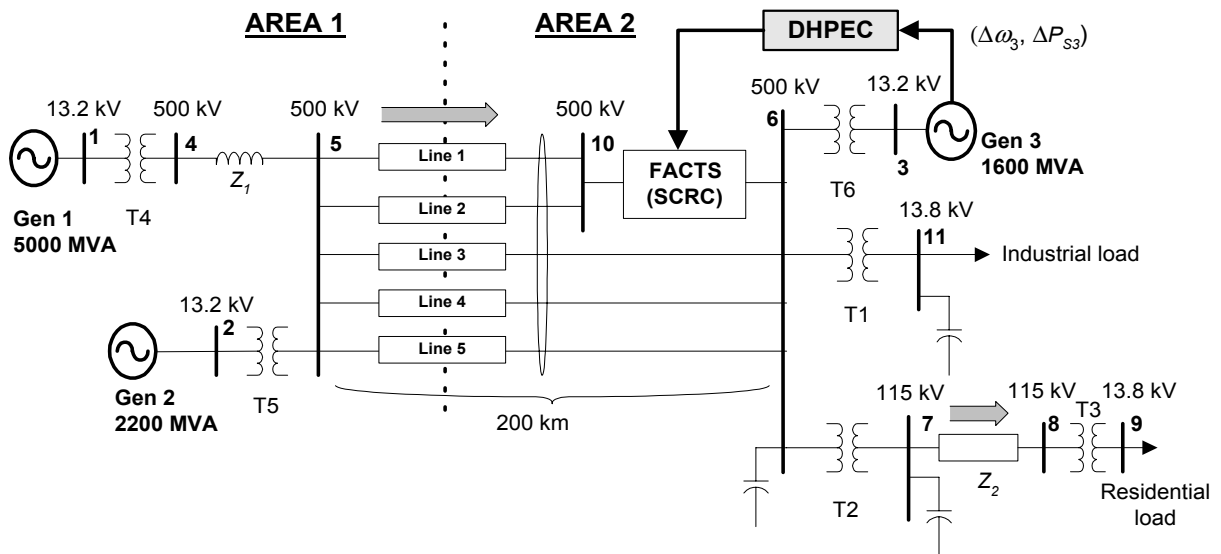 AREA 1
AREA 2
DHPEC
(Δω3, ΔPS3)
13.2 kV
500 kV
500 kV
500 kV
500 kV
13.2 kV
1
4
5
10
6
3
Z1
T4
Gen 1
5000 MVA
Line 1
Line 2
Line 3
Line 4
Line 5
FACTS
(SCRC)
T6
Gen 3
1600 MVA
13.8 kV
11
Industrial load
T1
13.2 kV
2
Gen 2
2200 MVA
T5
200 km
115 kV
115 kV
T3
13.8 kV
7
8
9
Z2
T2
Residential
load